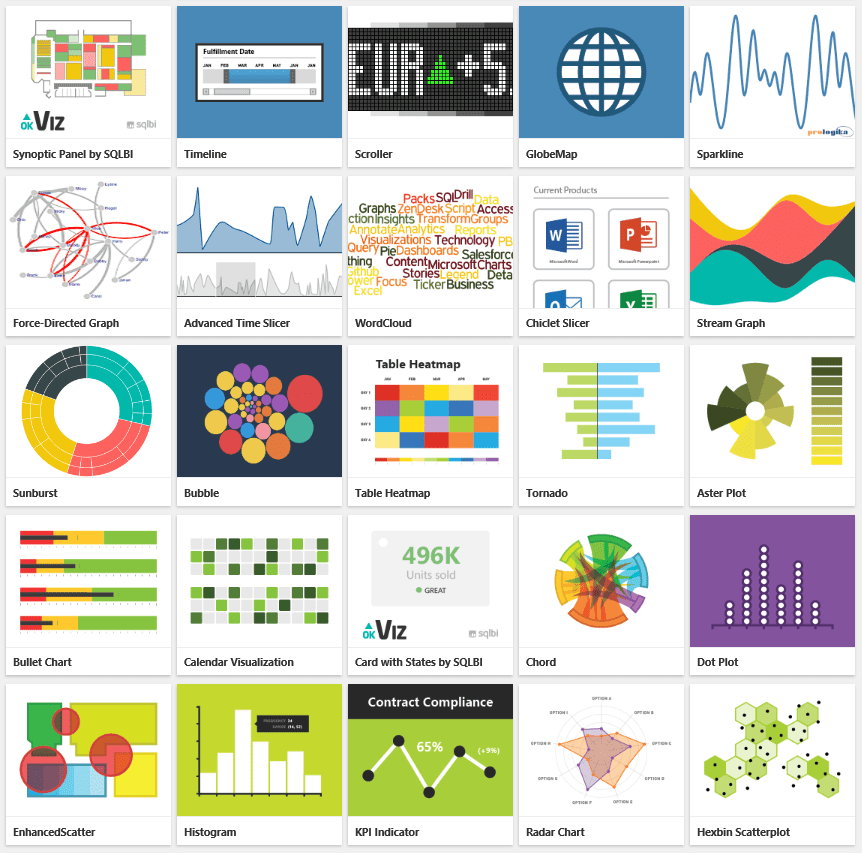 OK Viz
sqlbi
Synoptic Panel by SQLBI
Fulfillment Date
JAN FEB MAR APR MAY JAN JAN
Timeline
EUR +5.
Scroller
GlobeMap
prologika
Sparkline
Force-Directed Graph
Advanced Time Slicer
Packs SQL Drill Data
Graphs ZenDesk Script Access
ction Insights Transform Groups
Annotate Analytics Reports
Visualizations Technology PB
Query Pie Dashboards Salesforce
thing Content Microsoft Charts
Github Stories Legend Deta
ower Focus Ticker Business
Excel
WordCloud
Current Products
Microsoft Word
Microsoft Powerpoint
Chiclet Slicer
Stream Graph
Sunburst
Bubble
Table Heatmap
JAN FEB MAR APR MAY
DAY 1
DAY 2
DAY 3
DAY 4
Table Heatmap
Tornado
Aster Plot
Bullet Chart
Calendar Visualization
496K
Units sold
GREAT
OK Viz
sqlbi
Card with States by SQLBI
Chord
Dot Plot
EnhancedScatter
FREQUENCY 34
Histogram
Contract Compliance
65%
(+9%)
KPI Indicator
OPTION A
OPTION B
OPTION C
OPTION D
OPTION E
OPTION F
OPTION H
OPTION I
Radar Chart
Hexbin Scatterplot